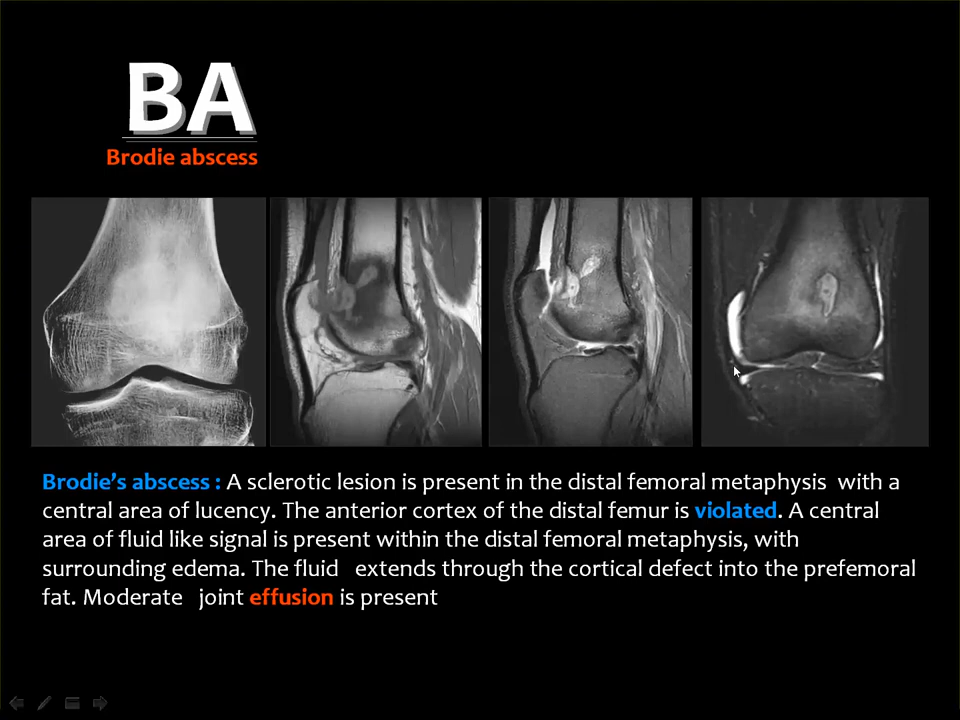 BA
Brodie abscess
Brodie’s abscess : A sclerotic lesion is present in the distal femoral metaphysis with a
central area of lucency. The anterior cortex of the distal femur is violated. A central
area of fluid like signal is present within the distal femoral metaphysis, with
surrounding edema. The fluid extends through the cortical defect into the prefemoral
fat. Moderate joint effusion is present